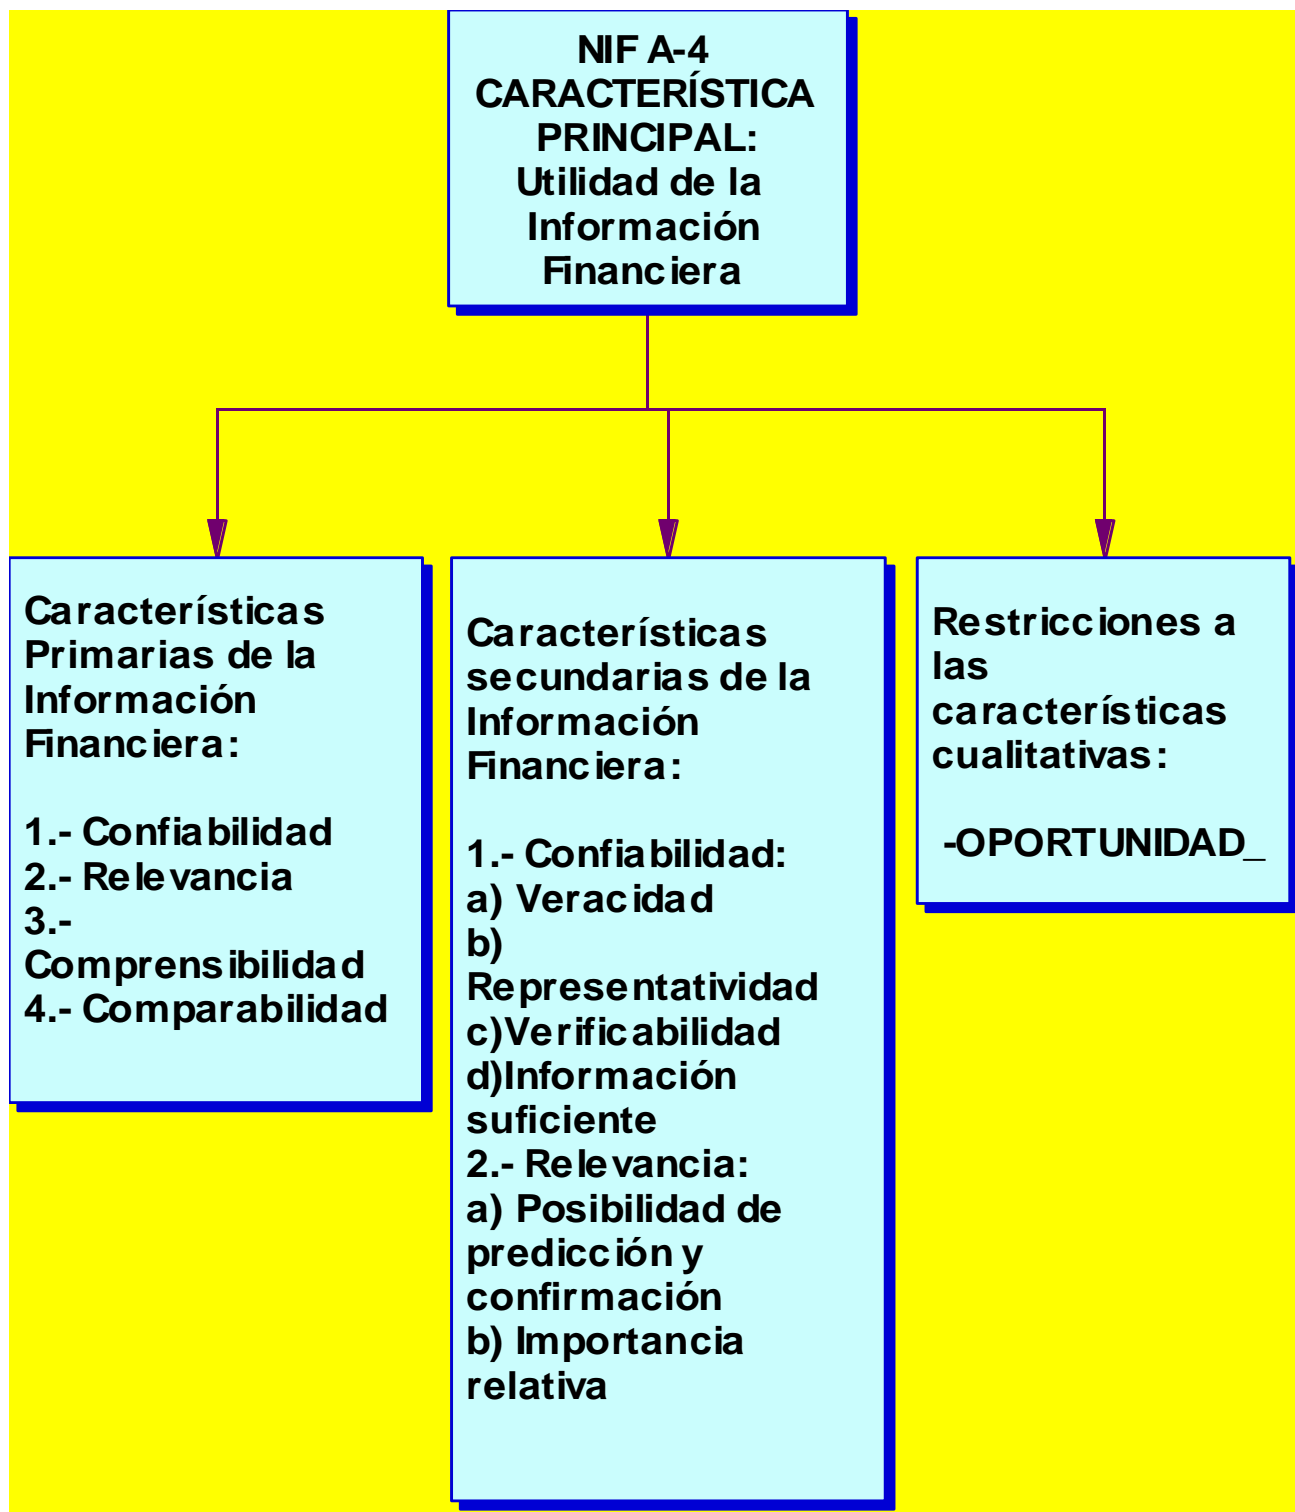 NIF A-4
CARACTERÍSTICA
PRINCIPAL:
Utilidad de la
Información
Financiera
Características
Primarias de la
Información
Financiera:
1.- Confiabilidad
2.- Relevancia
3.-
Comprensibilidad
4.- Comparabilidad
Características
secundarias de la
Información
Financiera:
1.- Confiabilidad:
a) Veracidad
b)
Representatividad
c)Verificabilidad
d)Información
suficiente
2.- Relevancia:
a) Posibilidad de
predicción y
confirmación
b) Importancia
relativa
Restricciones a
las
características
cualitativas:
-OPORTUNIDAD_